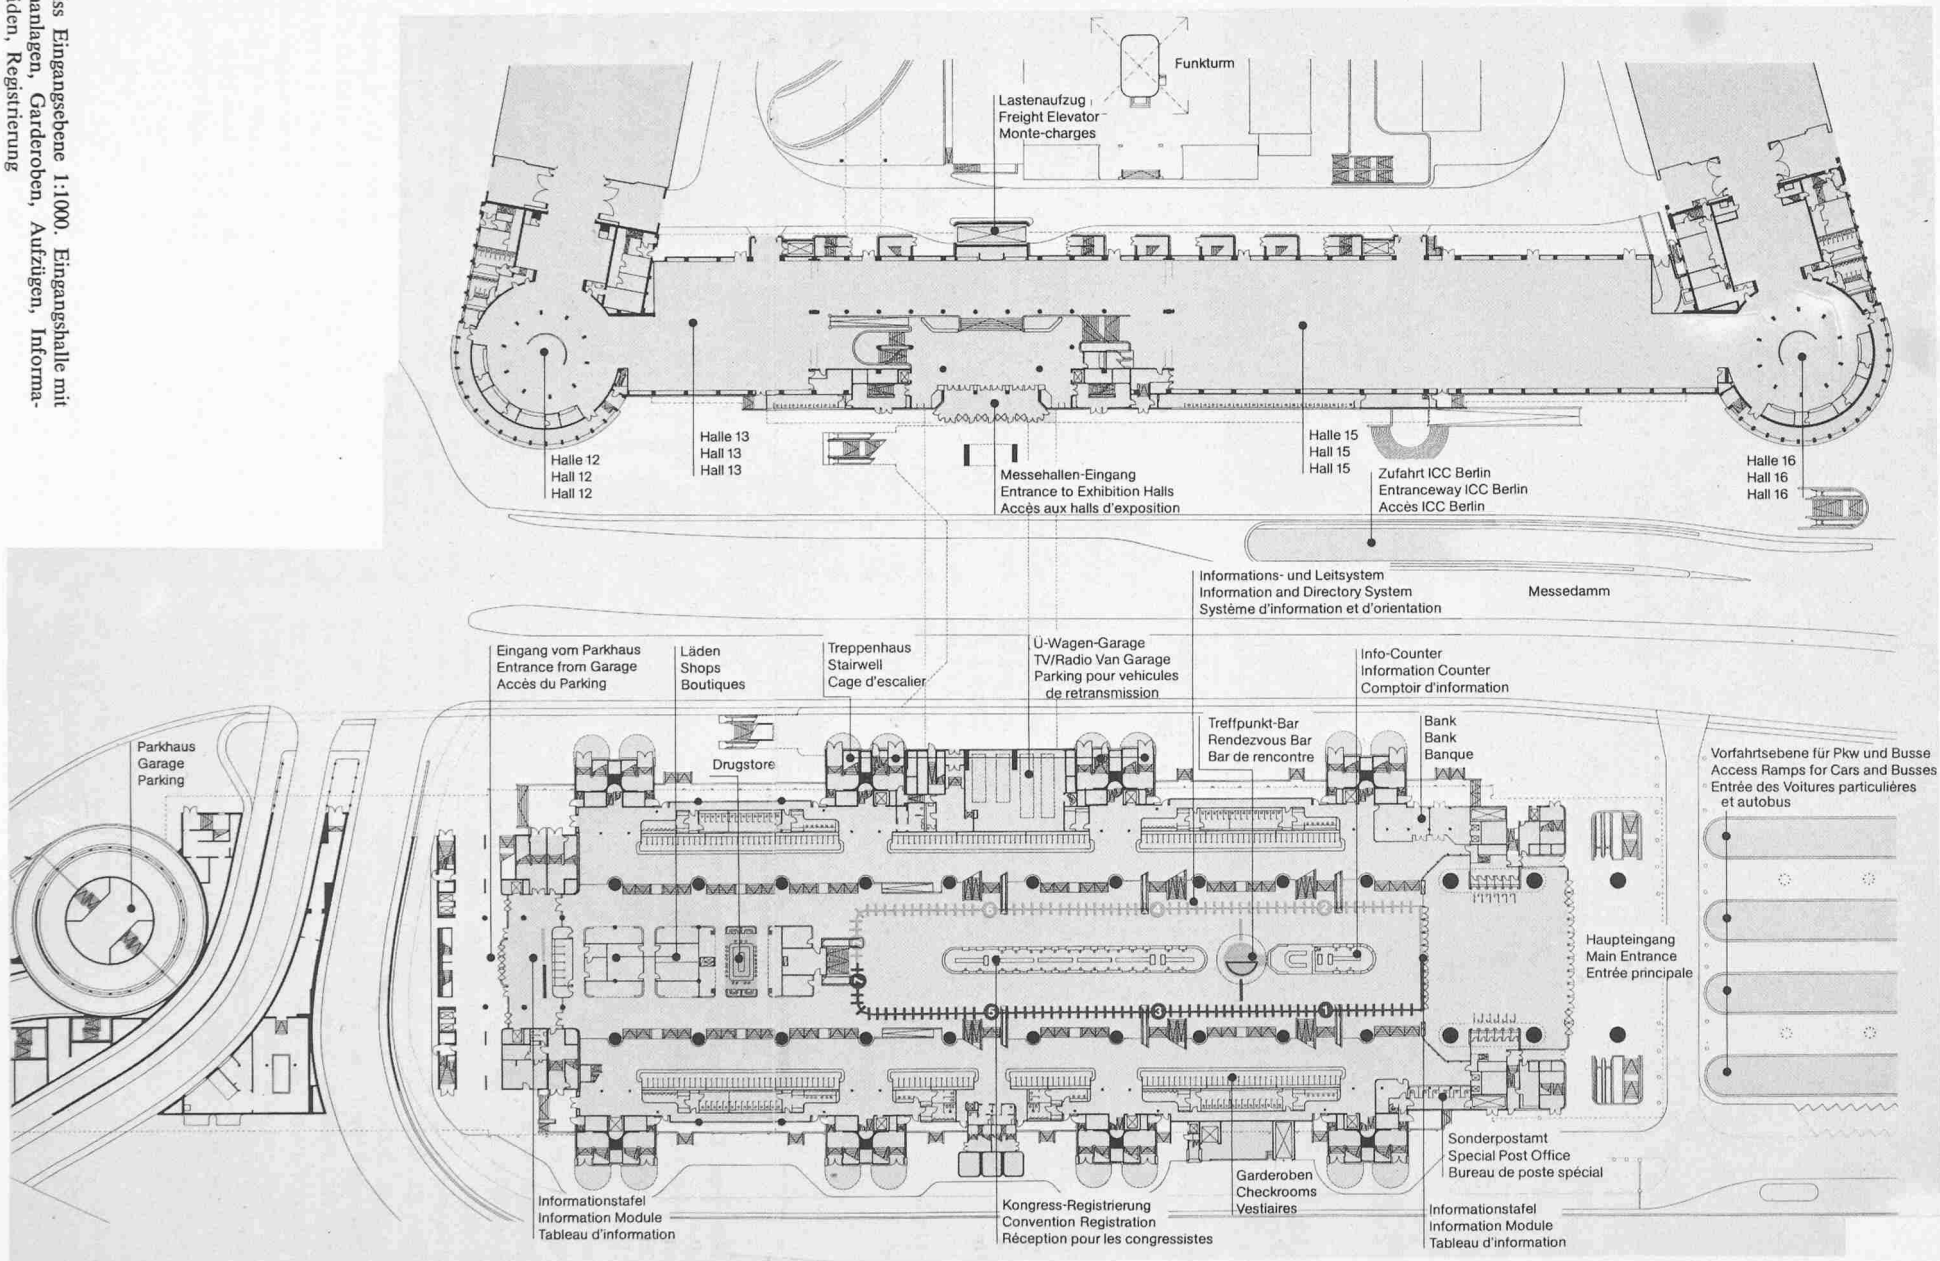 ss Eingangsebene 1:1000. Eingangshalle mit
nanlagen, Garderoben, Aufzügen, Informa-
den, Registrierung
Funkturm
Lastenaufzug
Freight Elevator
Monte-charges
Halle 12
Hall 12
Hall 12
Halle 13
Hall 13
Hall 13
Messehallen-Eingang
Entrance to Exhibition Halls
Accès aux halls d'exposition
Halle 15
Hall 15
Hall 15
Zufahrt ICC Berlin
Entranceway ICC Berlin
Accès ICC Berlin
Halle 16
Hall 16
Hall 16
Informations- und Leitsystem
Information and Directory System
Système d'information et d'orientation
Messedamm
Eingang vom Parkhaus
Entrance from Garage
Accès du Parking
Läden
Shops
Boutiques
Treppenhaus
Stairwell
Cage d'escalier
Ü-Wagen-Garage
TV/Radio Van Garage
Parking pour vehicules
de retransmission
Info-Counter
Information Counter
Comptoir d'information
Parkhaus
Garage
Parking
Drugstore
Treffpunkt-Bar
Rendezvous Bar
Bar de rencontre
Bank
Bank
Banque
Vorfahrtsebene für Pkw und Busse
Access Ramps for Cars and Busses
Entrée des Voitures particulières
et autobus
Haupteingang
Main Entrance
Entrée principale
7
5
3
1
Sonderpostamt
Special Post Office
Bureau de poste spécial
Informationstafel
Information Module
Tableau d'information
Kongress-Registrierung
Convention Registration
Réception pour les congressistes
Garderoben
Checkrooms
Vestiaires
Informationstafel
Information Module
Tableau d'information